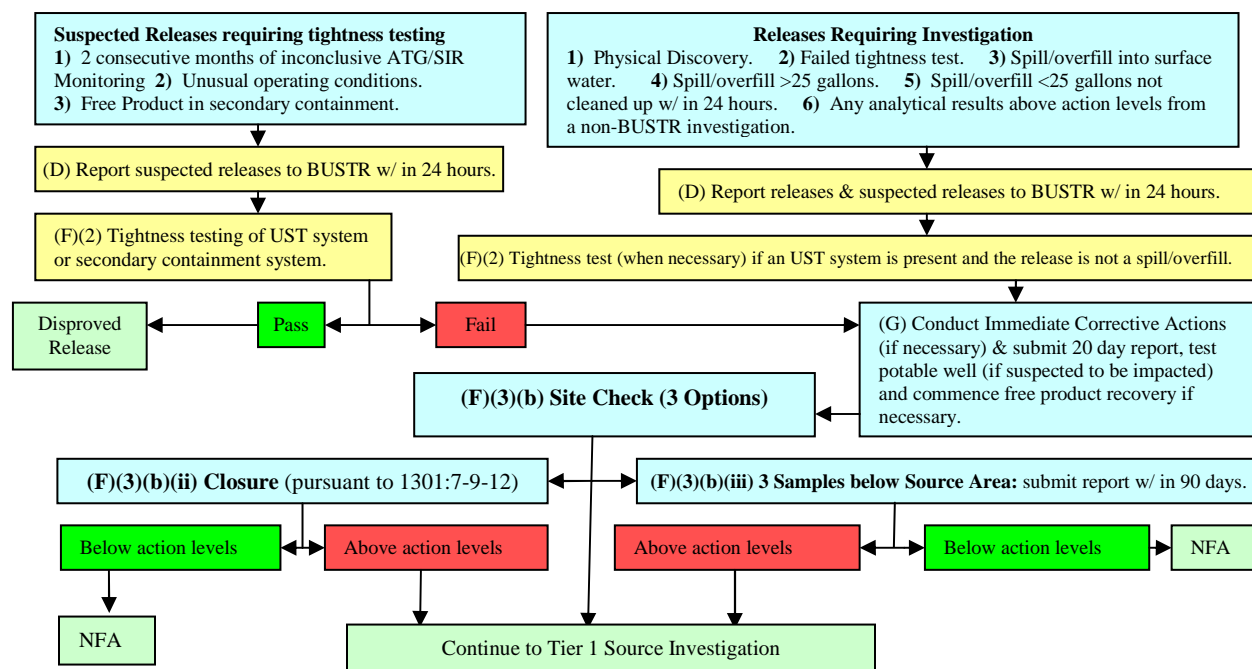 Suspected Releases requiring tightness testing
1) 2 consecutive months of inconclusive ATG/SIR
Monitoring 2) Unusual operating conditions.
3) Free Product in secondary containment.
Releases Requiring Investigation
1) Physical Discovery. 2) Failed tightness test. 3) Spill/overfill into surface
water. 4) Spill/overfill >25 gallons. 5) Spill/overfill <25 gallons not
cleaned up w/ in 24 hours. 6) Any analytical results above action levels from
a non-BUSTR investigation.
(D) Report suspected releases to BUSTR w/ in 24 hours.
(D) Report releases & suspected releases to BUSTR w/ in 24 hours.
(F)(2) Tightness testing of UST system
or secondary containment system.
(F)(2) Tightness test (when necessary) if an UST system is present and the release is not a spill/overfill.
Disproved
Release
Pass
Fail
(G) Conduct Immediate Corrective Actions
(if necessary) & submit 20 day report, test
potable well (if suspected to be impacted)
and commence free product recovery if
necessary.
(F)(3)(b) Site Check (3 Options)
(F)(3)(b)(ii) Closure (pursuant to 1301:7-9-12)
(F)(3)(b)(iii) 3 Samples below Source Area: submit report w/ in 90 days.
Below action levels
Above action levels
Above action levels
Below action levels
NFA
NFA
Continue to Tier 1 Source Investigation